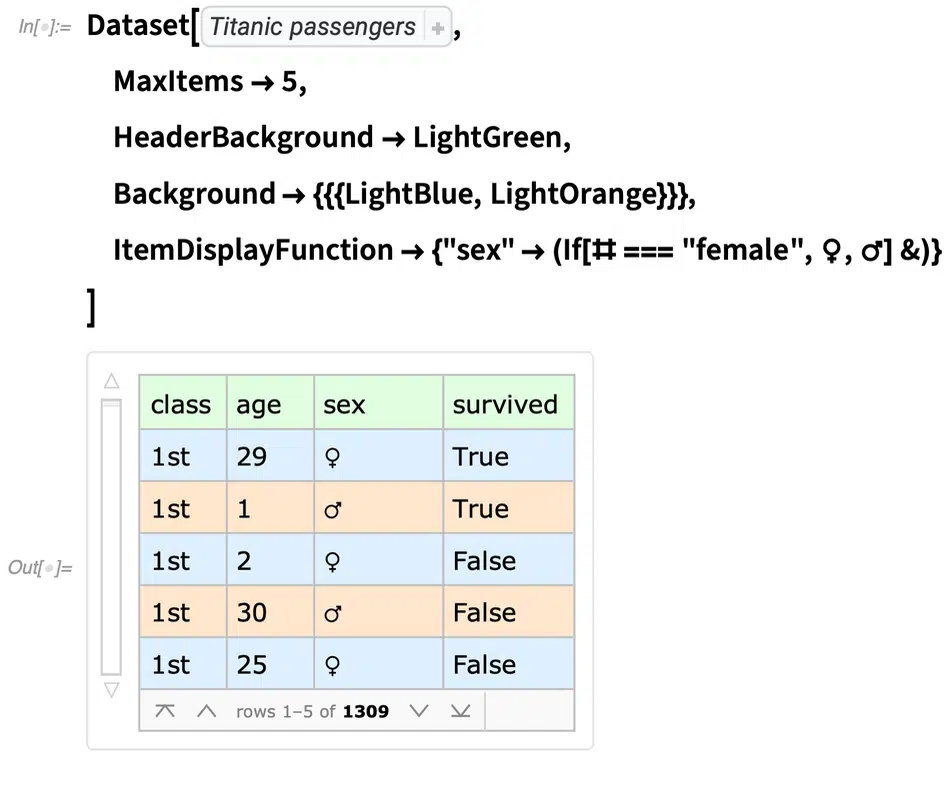 In[●]:= Dataset[ Titanic passengers + ,
MaxItems → 5,
HeaderBackground → LightGreen,
Background → {{{LightBlue, LightOrange}}},
ItemDisplayFunction → {"sex" → (If[# === "female", ♀, ♂] &)}
]
class age sex survived
1st 29 ♀ True
1st 1 ♂ True
1st 2 ♀ False
Out[●]=
1st 30 ♂ False
1st 25 ♀ False
rows 1–5 of 1309